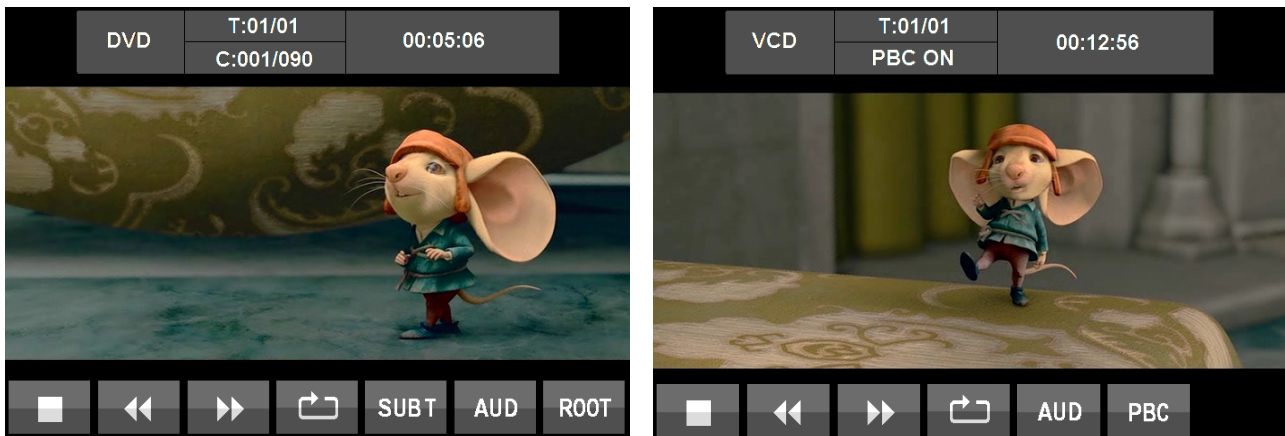 DVD
T:01/01
C:001/090
00:05:06
SUBT
AUD
ROOT
VCD
T:01/01
PBC ON
00:12:56
AUD
PBC